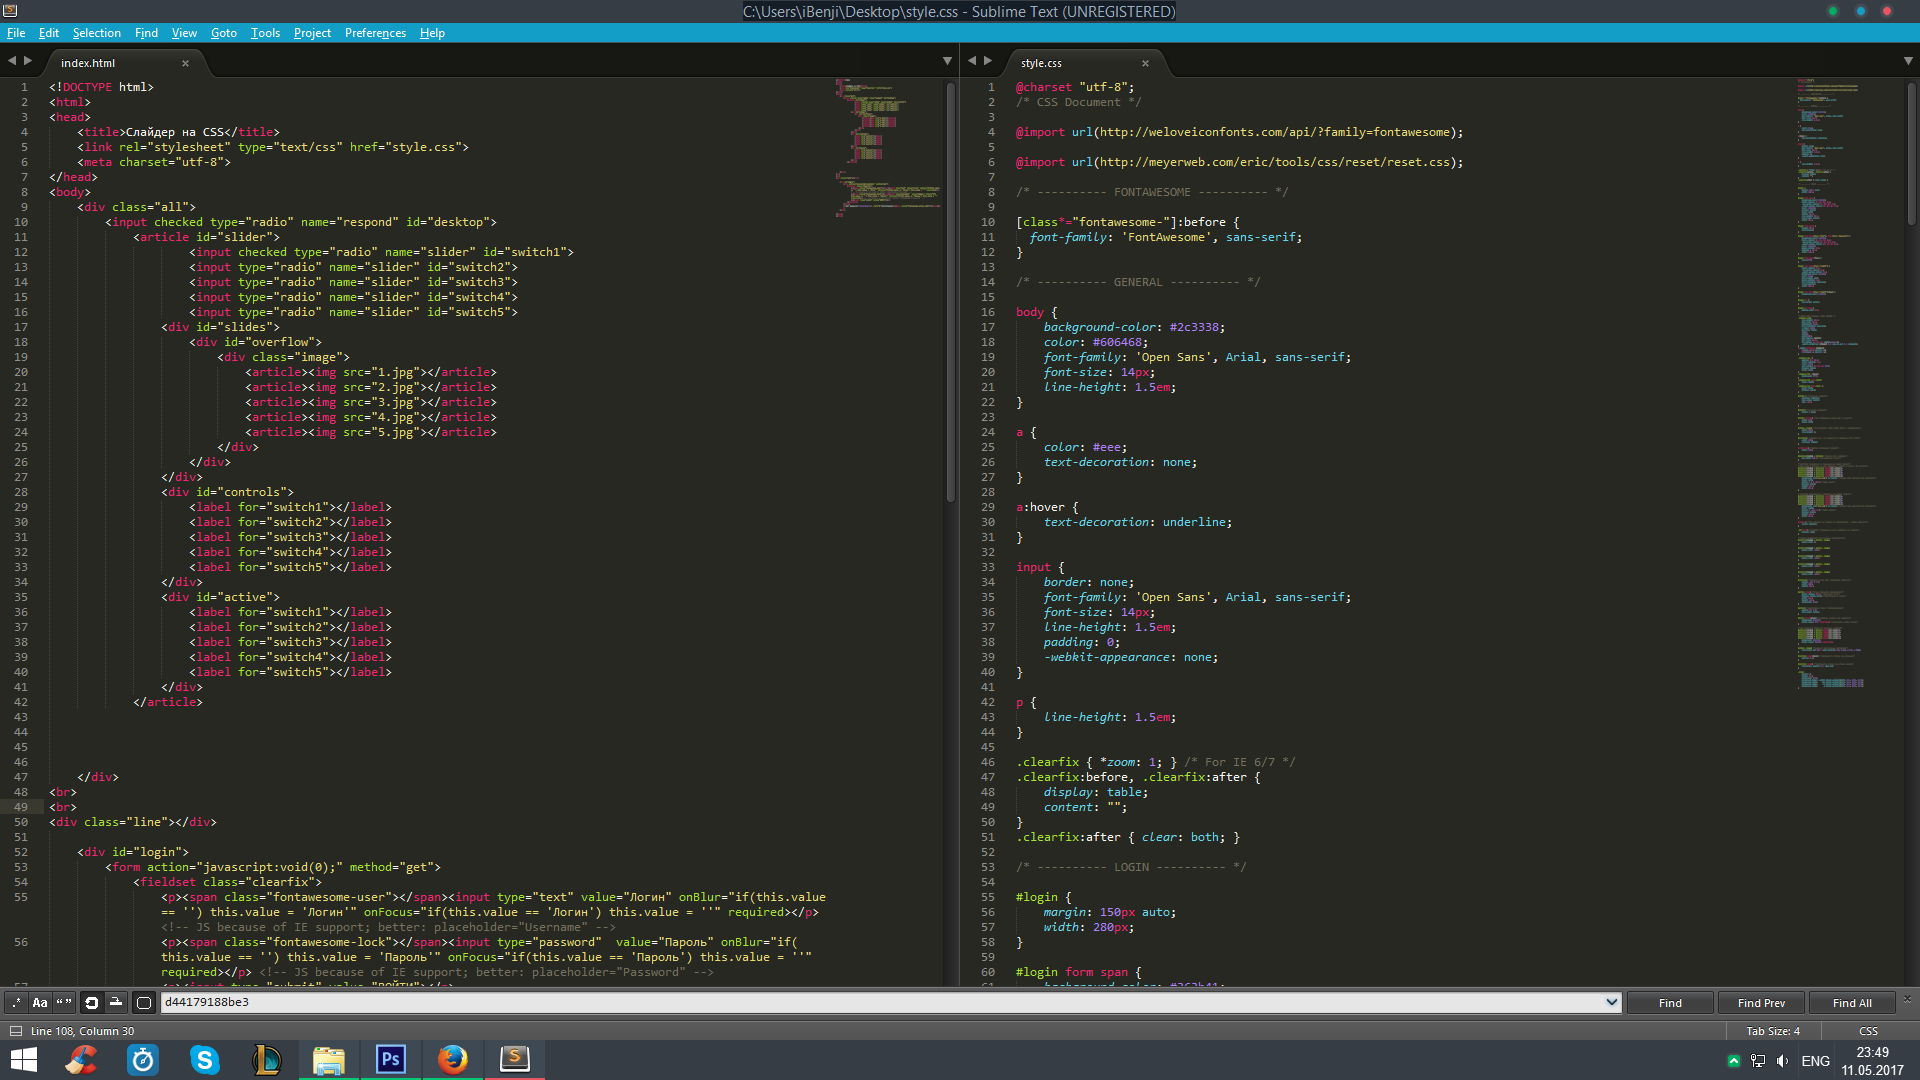 C:\Users\iBenji\Desktop\style.css - Sublime Text (UNREGISTERED)
File Edit Selection Find View Goto Tools Project Preferences Help
index.html
1 <!DOCTYPE html>
2 <html>
3 <head>
4 <title>Слайдер на CSS</title>
5 <link rel="stylesheet" type="text/css" href="style.css">
6 <meta charset="utf-8">
7 </head>
8 <body>
9 <div class="all">
10 <input checked type="radio" name="respond" id="desktop">
11 <article id="slider">
12 <input checked type="radio" name="slider" id="switch1">
13 <input type="radio" name="slider" id="switch2">
14 <input type="radio" name="slider" id="switch3">
15 <input type="radio" name="slider" id="switch4">
16 <input type="radio" name="slider" id="switch5">
17 <div id="slides">
18 <div id="overflow">
19 <div class="image">
20 <article><img src="1.jpg"></article>
21 <article><img src="2.jpg"></article>
22 <article><img src="3.jpg"></article>
23 <article><img src="4.jpg"></article>
24 <article><img src="5.jpg"></article>
25 </div>
26 </div>
27 </div>
28 <div id="controls">
29 <label for="switch1"></label>
30 <label for="switch2"></label>
31 <label for="switch3"></label>
32 <label for="switch4"></label>
33 <label for="switch5"></label>
34 </div>
35 <div id="active">
36 <label for="switch1"></label>
37 <label for="switch2"></label>
38 <label for="switch3"></label>
39 <label for="switch4"></label>
40 <label for="switch5"></label>
41 </div>
42 </article>
43
44
45
46
47 </div>
48 <br>
49 <br>
50 <div class="line"></div>
51
52 <div id="login">
53 <form action="javascript:void(0);" method="get">
54 <fieldset class="clearfix">
55 <p><span class="fontawesome-user"></span><input type="text" value="Логин" onBlur="if(this.value
== '') this.value = 'Логин'" onFocus="if(this.value == 'Логин') this.value = ''" required></p>
<!-- JS because of IE support; better: placeholder="Username" -->
56 <p><span class="fontawesome-lock"></span><input type="password"  value="Пароль" onBlur="if(
this.value == '') this.value = 'Пароль'" onFocus="if(this.value == 'Пароль') this.value = ''"
required></p> <!-- JS because of IE support; better: placeholder="Password" -->
57 <p><input type="submit" value="ВОЙТИ"></p>
style.css
1 @charset "utf-8";
2 /* CSS Document */
3
4 @import url(http://weloveiconfonts.com/api/?family=fontawesome);
5
6 @import url(http://meyerweb.com/eric/tools/css/reset/reset.css);
7
8 /* ---------- FONTAWESOME ---------- */
9
10 [class*="fontawesome-"]:before {
11 font-family: 'FontAwesome', sans-serif;
12 }
13
14 /* ---------- GENERAL ---------- */
15
16 body {
17 background-color: #2c3338;
18 color: #606468;
19 font-family: 'Open Sans', Arial, sans-serif;
20 font-size: 14px;
21 line-height: 1.5em;
22 }
23
24 a {
25 color: #eee;
26 text-decoration: none;
27 }
28
29 a:hover {
30 text-decoration: underline;
31 }
32
33 input {
34 border: none;
35 font-family: 'Open Sans', Arial, sans-serif;
36 font-size: 14px;
37 line-height: 1.5em;
38 padding: 0;
39 -webkit-appearance: none;
40 }
41
42 p {
43 line-height: 1.5em;
44 }
45
46 .clearfix { *zoom: 1; } /* For IE 6/7 */
47 .clearfix:before, .clearfix:after {
48 display: table;
49 content: "";
50 }
51 .clearfix:after { clear: both; }
52
53 /* ---------- LOGIN ---------- */
54
55 #login {
56 margin: 150px auto;
57 width: 280px;
58 }
59
60 #login form span {
61 background-color: #363b41;
.* Aa “ ” d44179188be3 Find Find Prev Find All
Line 108, Column 30 Tab Size: 4 CSS
Ps ENG 23:49
11.05.2017